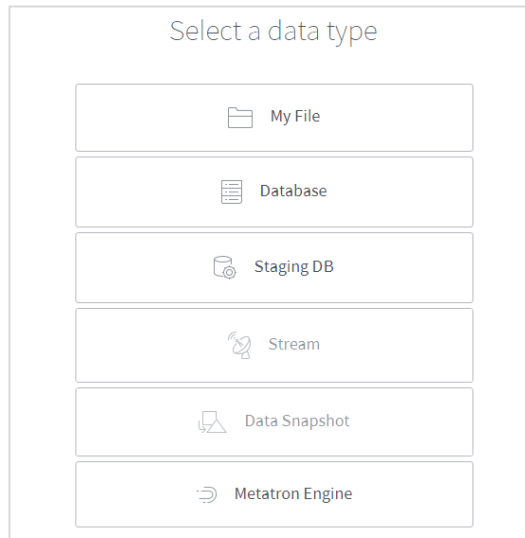 Select a data type
My File
Database
Staging DB
Stream
Data Snapshot
Metatron Engine